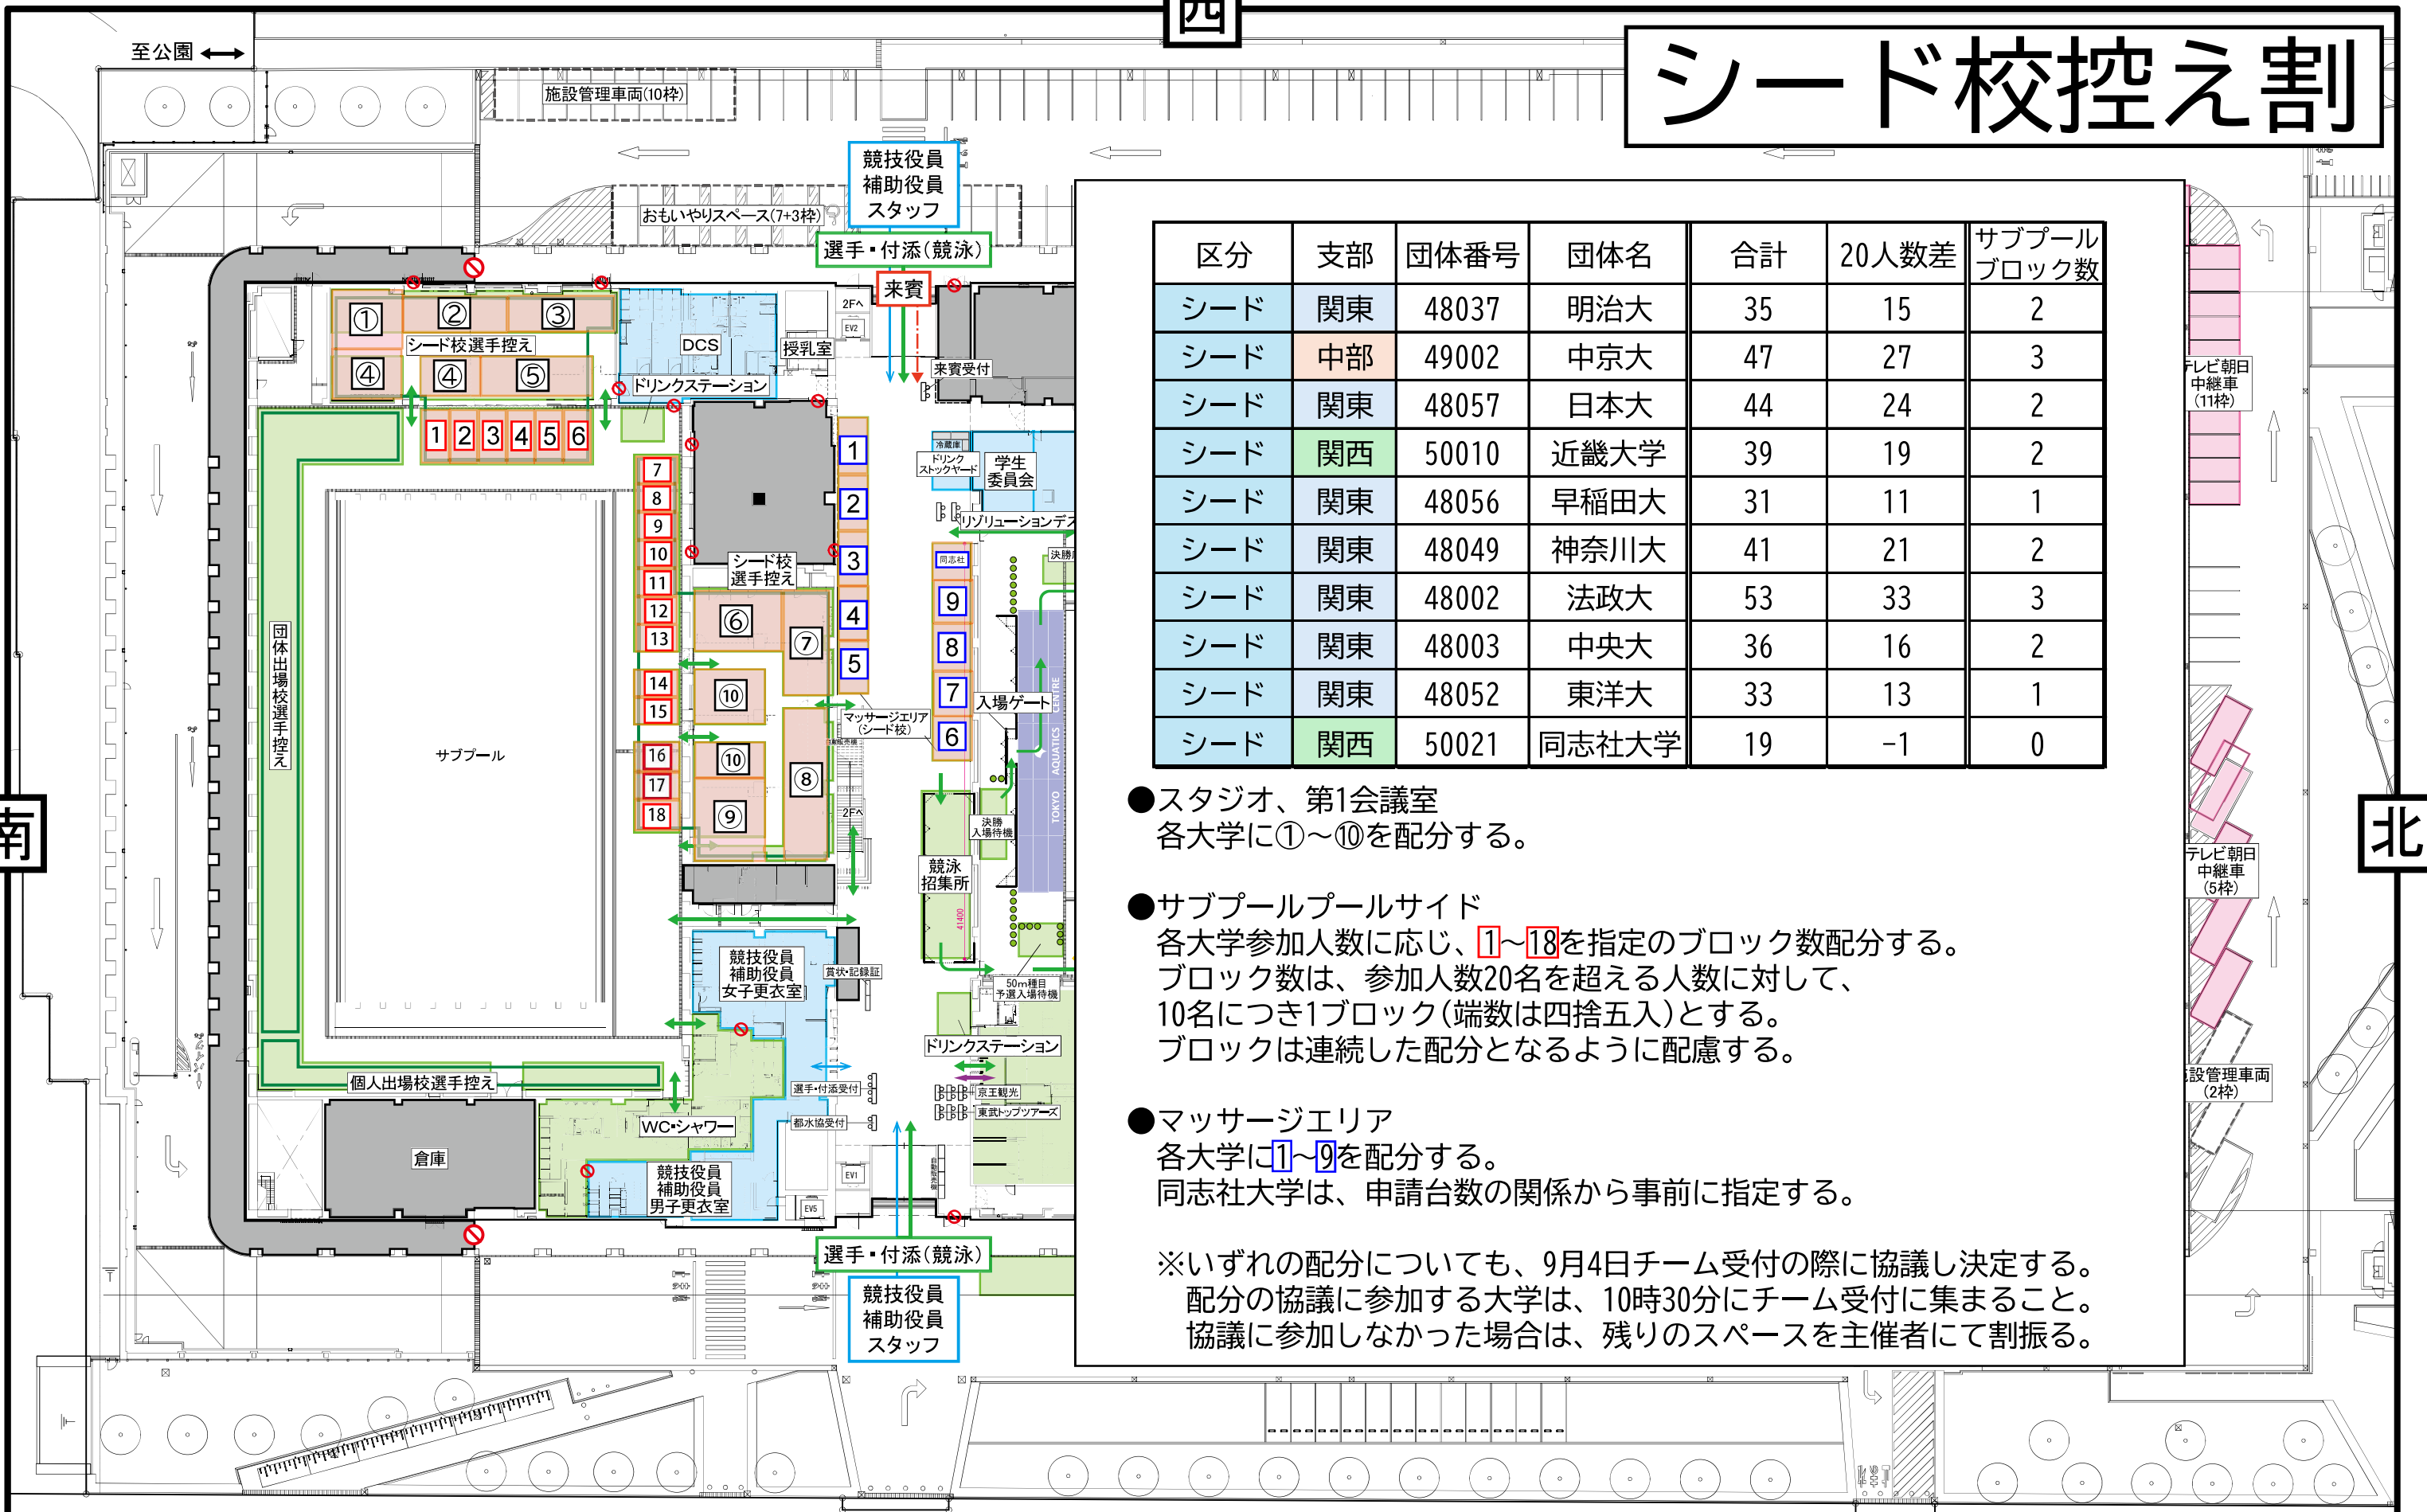 西
シード校控え割
至公園
施設管理車両(10枠)
競技役員
補助役員
スタッフ
おもいやりスペース(7+3枠)
選手・付添(競泳)
来賓
① ② ③
シード校選手控え
④ ④ ⑤
DCS
授乳室
2Fへ
EV2
来賓受付
ドリンクステーション
1 2 3 4 5 6
7
8
9
10
11
12
13
14
15
16
17
18
シード校
選手控え
⑥
⑦
⑩
⑩
⑧
⑨
1
2
3
4
5
冷蔵庫
ドリンク
ストックヤード
学生
委員会
リゾリューションデス
決勝
同志社
9
8
7
6
入場ゲート
マッサージエリア
(シード校)
TOKYO AQUATICS CENTRE
2Fへ
決勝
入場待機
競泳
招集所
41400
50m種目
予選入場待機
団体出場校選手控え
サブプール
南
北
競技役員
補助役員
女子更衣室
賞状・記録証
ドリンクステーション
個人出場校選手控え
選手・付添受付
都水協受付
京王観光
東武トップツアーズ
WC・シャワー
倉庫
競技役員
補助役員
男子更衣室
EV1
EV5
選手・付添(競泳)
競技役員
補助役員
スタッフ
テレビ朝日
中継車
(11枠)
テレビ朝日
中継車
(5枠)
設管理車両
(2枠)
区分 支部 団体番号 団体名 合計 20人数差 サブプール
ブロック数
シード 関東 48037 明治大 35 15 2
シード 中部 49002 中京大 47 27 3
シード 関東 48057 日本大 44 24 2
シード 関西 50010 近畿大学 39 19 2
シード 関東 48056 早稲田大 31 11 1
シード 関東 48049 神奈川大 41 21 2
シード 関東 48002 法政大 53 33 3
シード 関東 48003 中央大 36 16 2
シード 関東 48052 東洋大 33 13 1
シード 関西 50021 同志社大学 19 -1 0
●スタジオ、第1会議室
各大学に①～⑩を配分する。
●サブプールプールサイド
各大学参加人数に応じ、1～18を指定のブロック数配分する。
ブロック数は、参加人数20名を超える人数に対して、
10名につき1ブロック(端数は四捨五入)とする。
ブロックは連続した配分となるように配慮する。
●マッサージエリア
各大学に1～9を配分する。
同志社大学は、申請台数の関係から事前に指定する。
※いずれの配分についても、9月4日チーム受付の際に協議し決定する。
配分の協議に参加する大学は、10時30分にチーム受付に集まること。
協議に参加しなかった場合は、残りのスペースを主催者にて割振る。